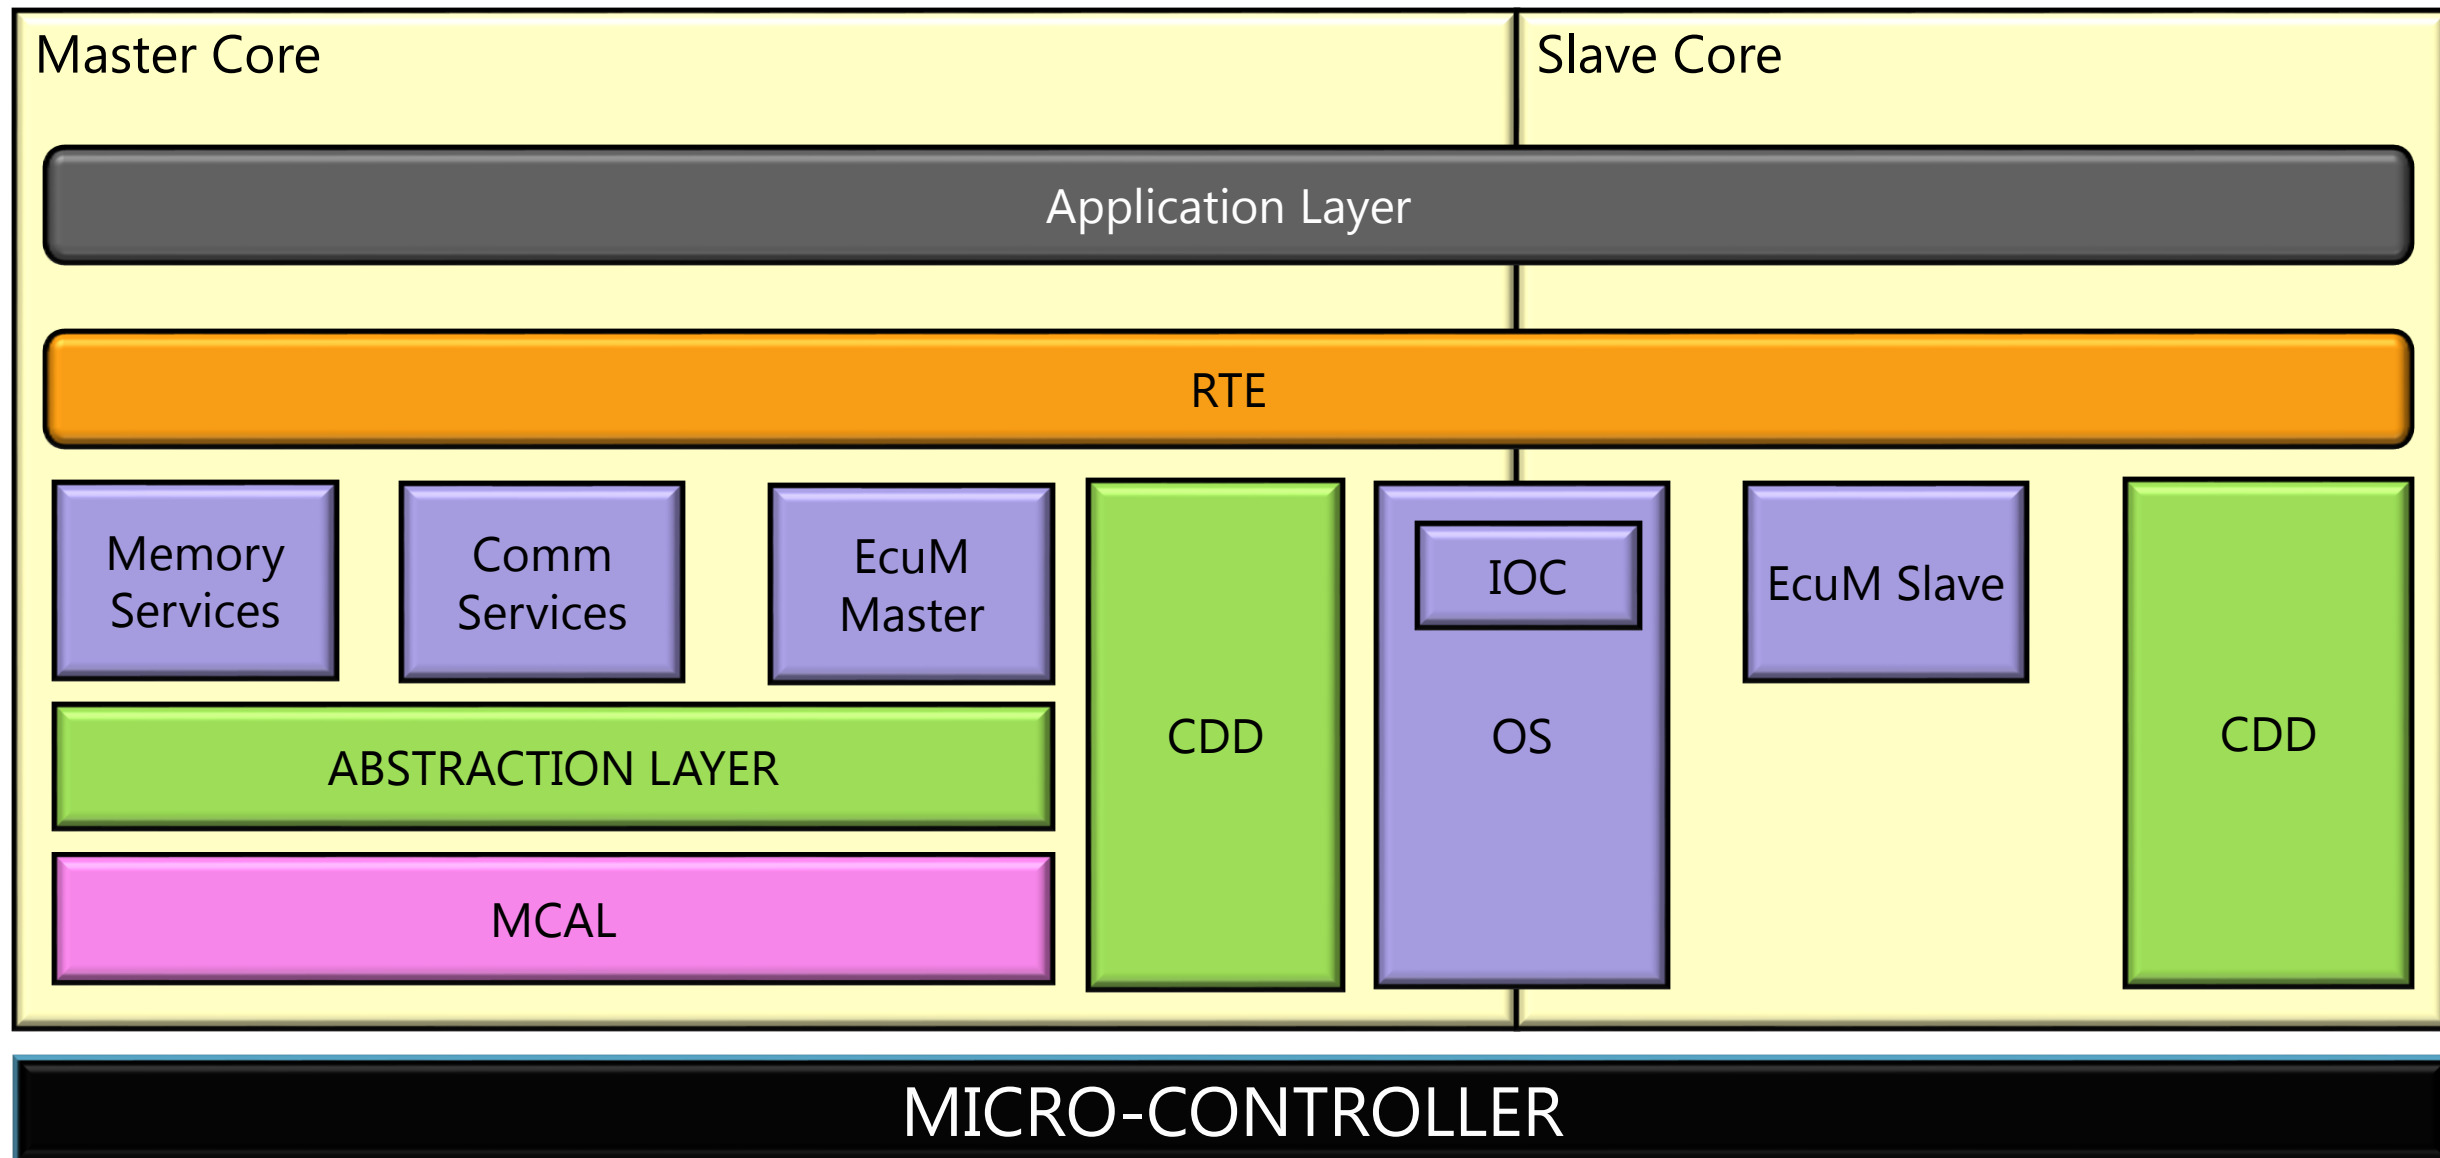 Master Core
Slave Core
Application Layer
RTE
Memory
Services
Comm
Services
EcuM
Master
CDD
IOC
OS
EcuM Slave
CDD
ABSTRACTION LAYER
MCAL
MICRO-CONTROLLER